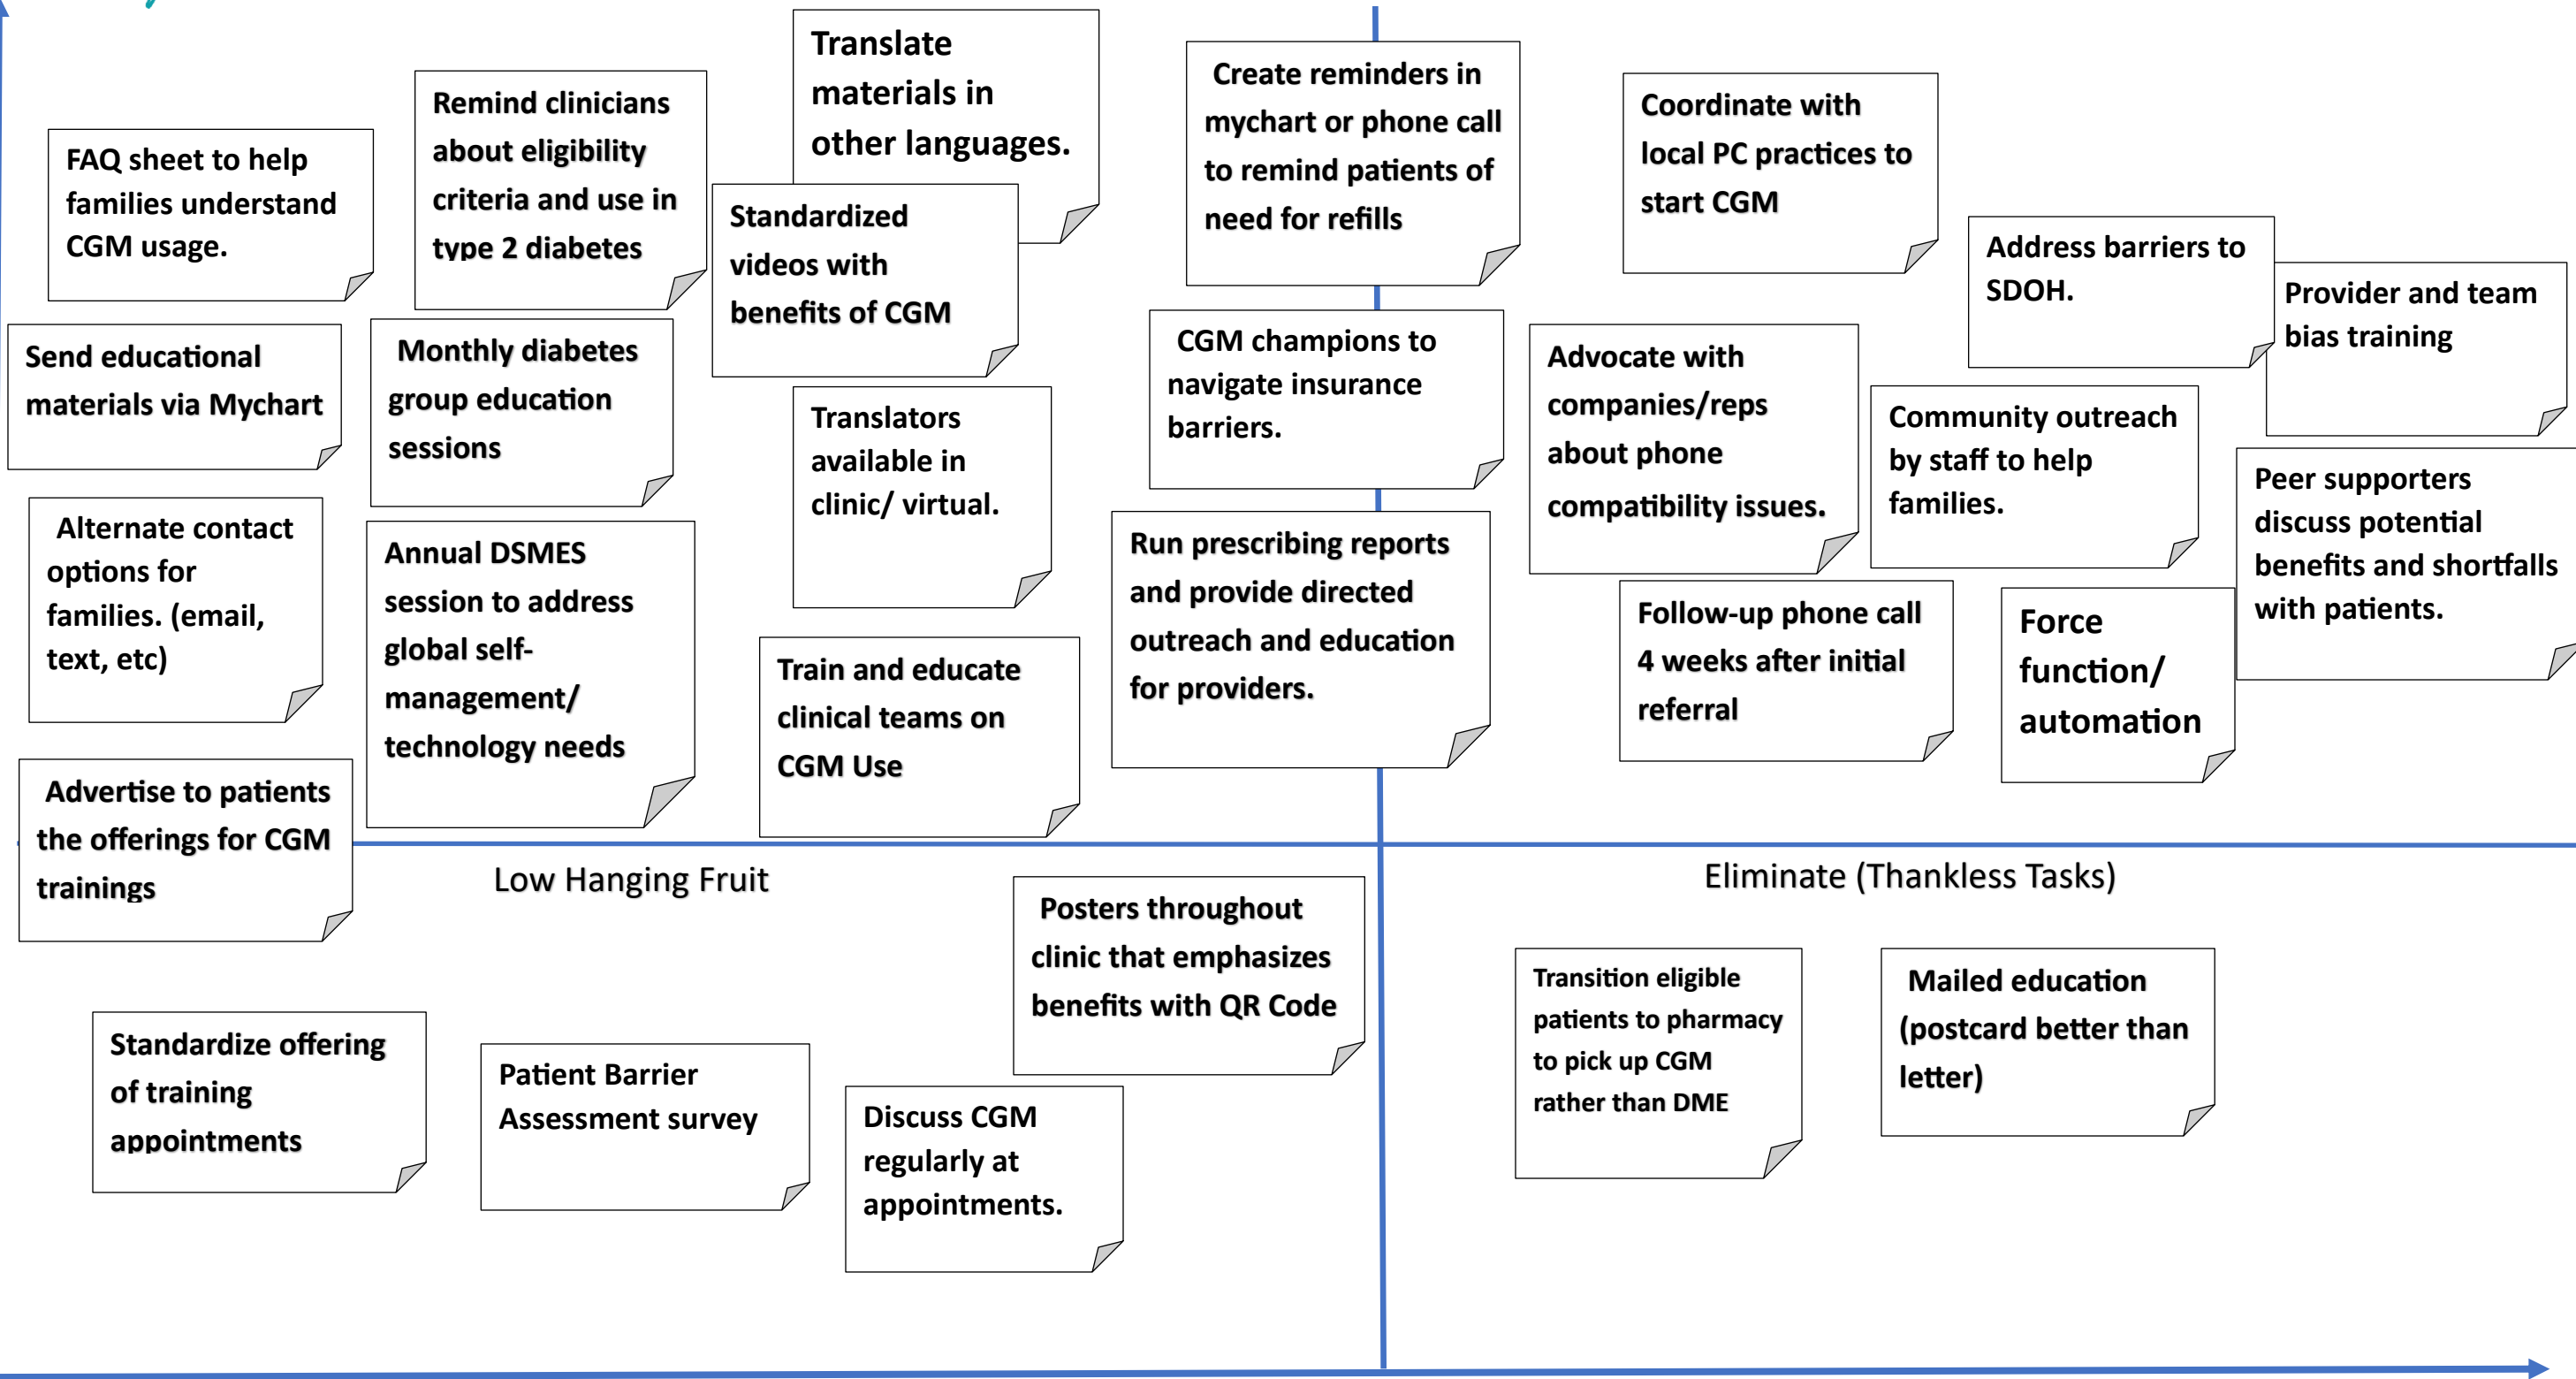 FAQ sheet to help
families understand
CGM usage.
Remind clinicians
about eligibility
criteria and use in
type 2 diabetes
Translate
materials in
other languages.
Standardized
videos with
benefits of CGM
Create reminders in
mychart or phone call
to remind patients of
need for refills
Coordinate with
local PC practices to
start CGM
Address barriers to
SDOH.
Provider and team
bias training
Send educational
materials via Mychart
Monthly diabetes
group education
sessions
Translators
available in
clinic/ virtual.
CGM champions to
navigate insurance
barriers.
Advocate with
companies/reps
about phone
compatibility issues.
Community outreach
by staff to help
families.
Peer supporters
discuss potential
benefits and shortfalls
with patients.
Alternate contact
options for
families. (email,
text, etc)
Annual DSMES
session to address
global self-
management/
technology needs
Train and educate
clinical teams on
CGM Use
Run prescribing reports
and provide directed
outreach and education
for providers.
Follow-up phone call
4 weeks after initial
referral
Force
function/
automation
Advertise to patients
the offerings for CGM
trainings
Low Hanging Fruit
Eliminate (Thankless Tasks)
Posters throughout
clinic that emphasizes
benefits with QR Code
Standardize offering
of training
appointments
Patient Barrier
Assessment survey
Discuss CGM
regularly at
appointments.
Transition eligible
patients to pharmacy
to pick up CGM
rather than DME
Mailed education
(postcard better than
letter)